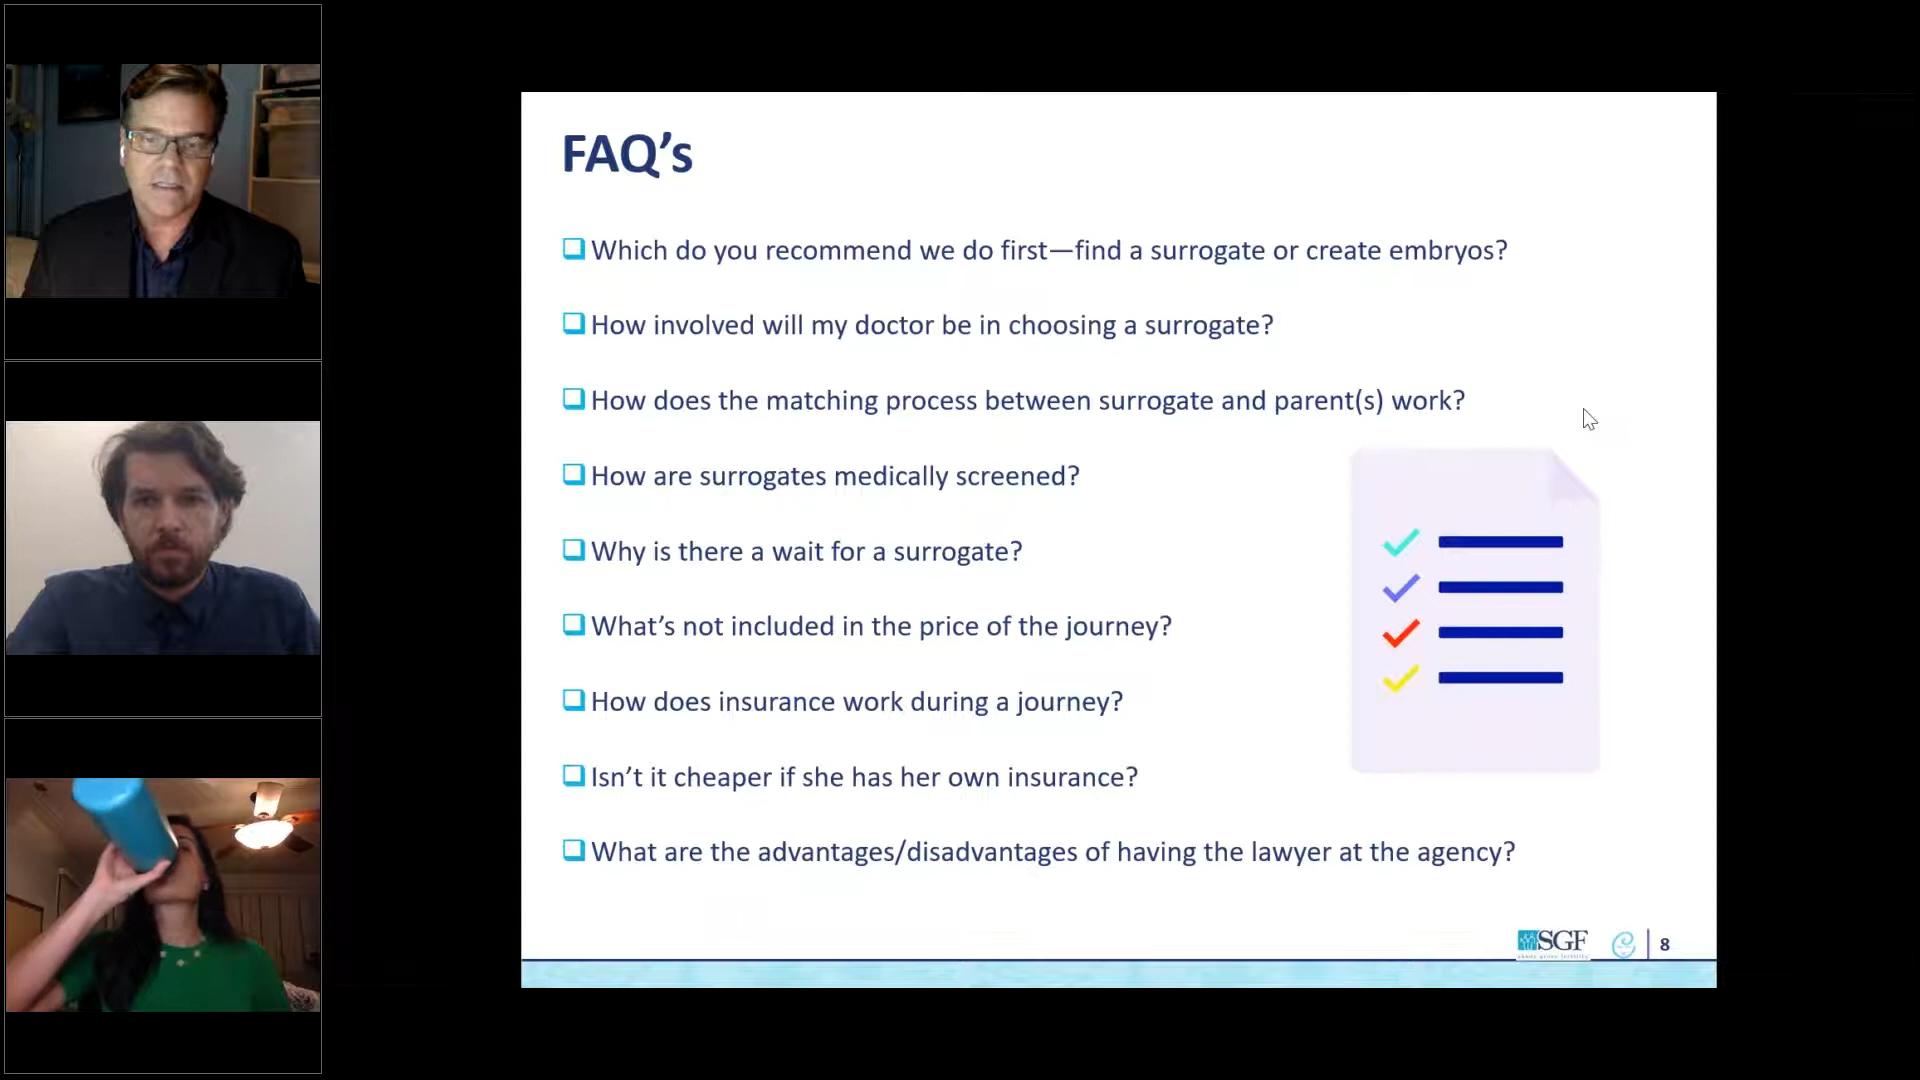 FAQ's
Which do you recommend we do first—find a surrogate or create embryos?
How involved will my doctor be in choosing a surrogate?
How does the matching process between surrogate and parent(s) work?
How are surrogates medically screened?
Why is there a wait for a surrogate?
What's not included in the price of the journey?
How does insurance work during a journey?
Isn't it cheaper if she has her own insurance?
What are the advantages/disadvantages of having the lawyer at the agency?
SGF
8